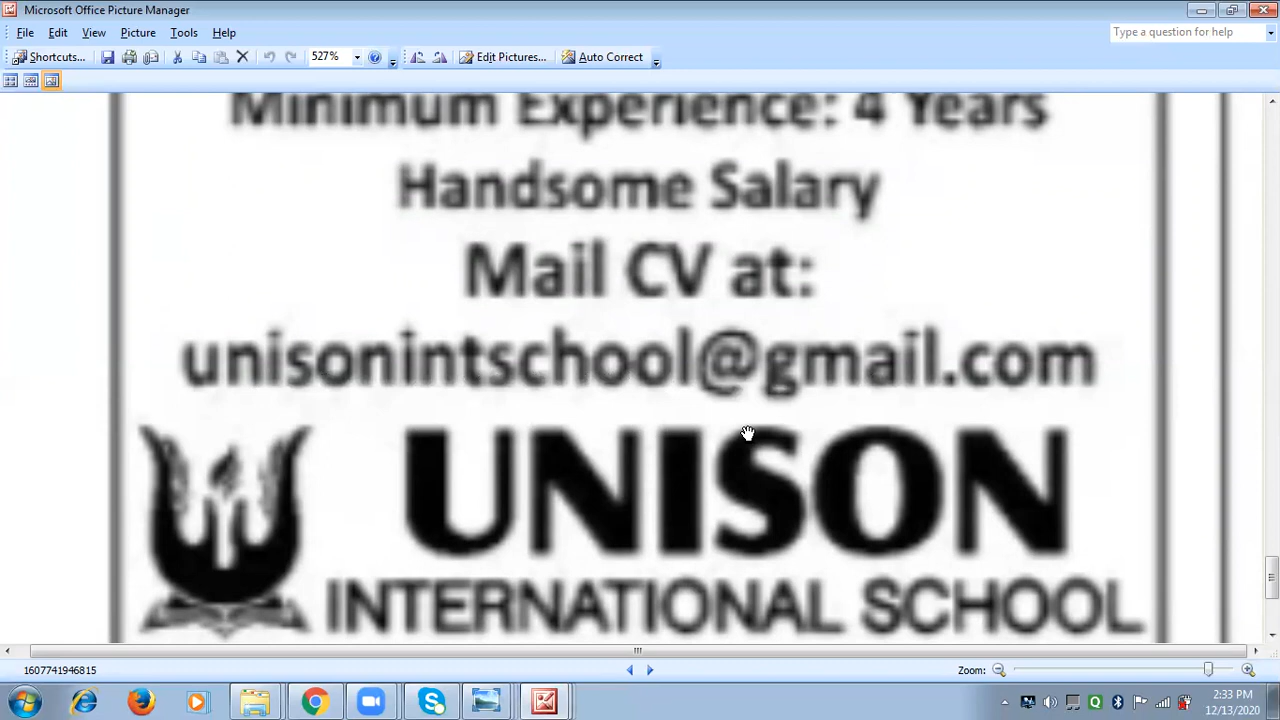 Microsoft Office Picture Manager
File Edit View Picture Tools Help
Type a question for help
Shortcuts...
527%
Edit Pictures...
Auto Correct
Minimum Experience: 4 Years
Handsome Salary
Mail CV at:
unisonintschool@gmail.com
UNISON
INTERNATIONAL SCHOOL
1607741946815
Zoom:
2:33 PM
12/13/2020